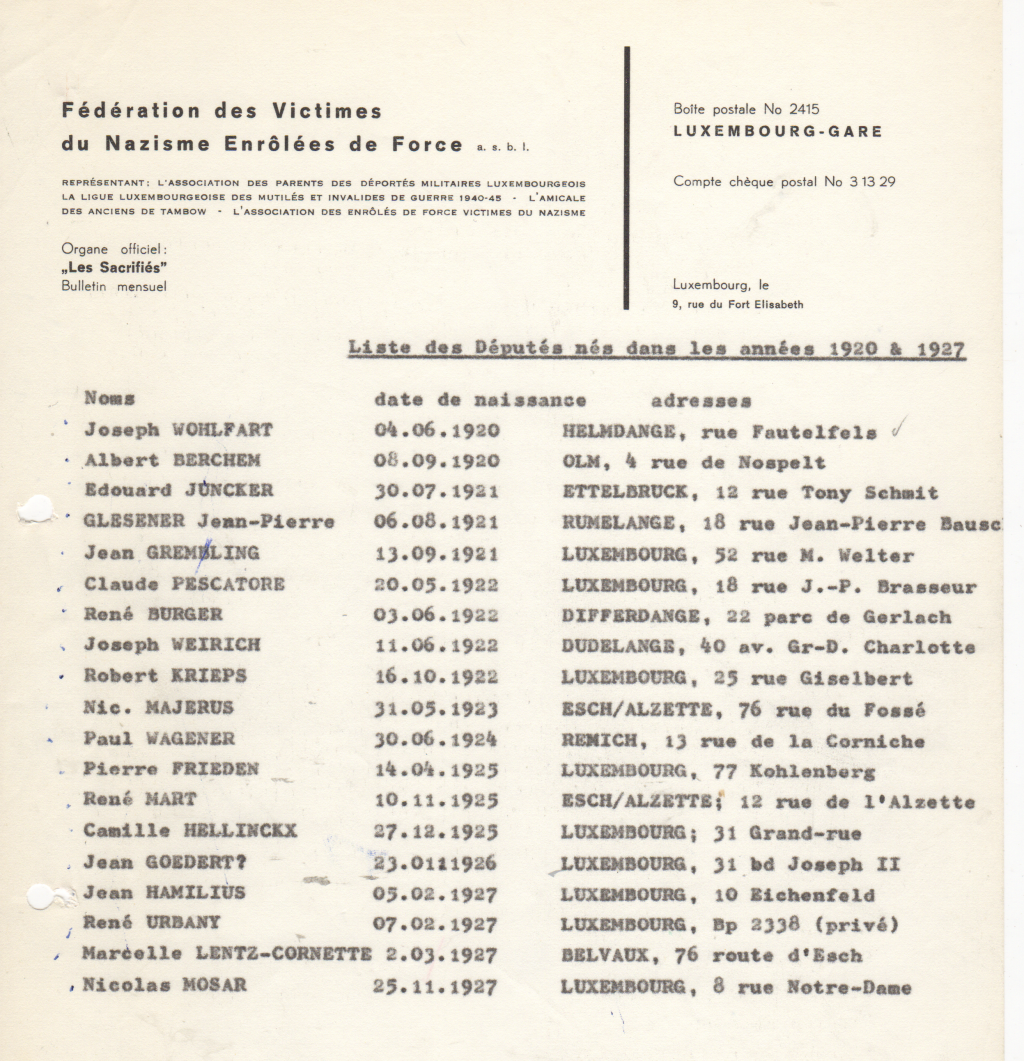 Fédération des Victimes
du Nazisme Enrôlées de Force a. s. b. l.
REPRÉSENTANT: L'ASSOCIATION DES PARENTS DES DÉPORTÉS MILITAIRES LUXEMBOURGEOIS
LA LIGUE LUXEMBOURGEOISE DES MUTILÉS ET INVALIDES DE GUERRE 1940-45 - L'AMICALE
DES ANCIENS DE TAMBOW - L'ASSOCIATION DES ENRÔLÉS DE FORCE VICTIMES DU NAZISME
Organe officiel:
„Les Sacrifiés"
Bulletin mensuel
Boîte postale No 2415
LUXEMBOURG-GARE
Compte chèque postal No 3 13 29
Luxembourg, le
9, rue du Fort Elisabeth
Liste des Députés nés dans les années 1920 & 1927
Noms date de naissance adresses
Joseph WOHLFART 04.06.1920 HELMDANGE, rue Fautelfels
Albert BERCHEM 08.09.1920 OLM, 4 rue de Nospelt
Edouard JUNCKER 30.07.1921 ETTELBRUCK, 12 rue Tony Schmit
GLESENER Jean-Pierre 06.08.1921 RUMELANGE, 18 rue Jean-Pierre Bausc
Jean GREMBLING 13.09.1921 LUXEMBOURG, 52 rue M. Welter
Claude PESCATORE 20.05.1922 LUXEMBOURG, 18 rue J.-P. Brasseur
René BURGER 03.06.1922 DIFFERDANGE, 22 parc de Gerlach
Joseph WEIRICH 11.06.1922 DUDELANGE, 40 av. Gr-D. Charlotte
Robert KRIEPS 16.10.1922 LUXEMBOURG, 25 rue Giselbert
Nic. MAJERUS 31.05.1923 ESCH/ALZETTE, 76 rue du Fossé
Paul WAGENER 30.06.1924 REMICH, 13 rue de la Corniche
Pierre FRIEDEN 14.04.1925 LUXEMBOURG, 77 Kohlenberg
René MART 10.11.1925 ESCH/ALZETTE; 12 rue de l'Alzette
Camille HELLINCKX 27.12.1925 LUXEMBOURG; 31 Grand-rue
Jean GOEDERT? 23.0111926 LUXEMBOURG, 31 bd Joseph II
Jean HAMILIUS 05.02.1927 LUXEMBOURG, 10 Eichenfeld
René URBANY 07.02.1927 LUXEMBOURG, Bp 2338 (privé)
Marcelle LENTZ-CORNETTE 2.03.1927 BELVAUX, 76 route d'Esch
Nicolas MOSAR 25.11.1927 LUXEMBOURG, 8 rue Notre-Dame